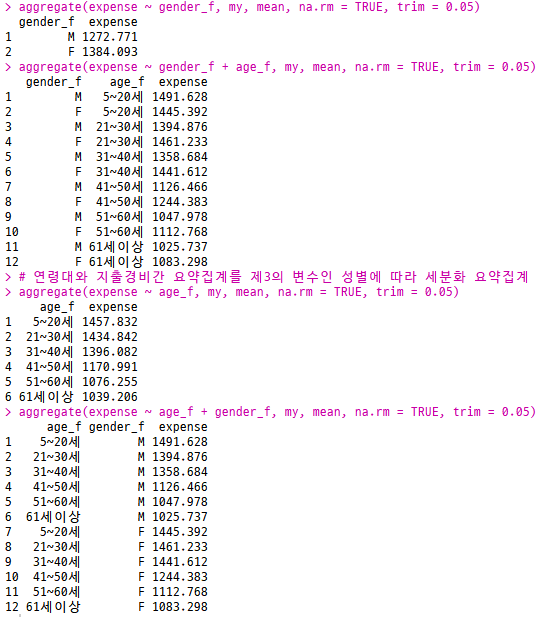 > aggregate(expense ~ gender_f, my, mean, na.rm = TRUE, trim = 0.05)
  gender_f  expense
1        M 1272.771
2        F 1384.093
> aggregate(expense ~ gender_f + age_f, my, mean, na.rm = TRUE, trim = 0.05)
   gender_f    age_f  expense
1         M   5~20세 1491.628
2         F   5~20세 1445.392
3         M  21~30세 1394.876
4         F  21~30세 1461.233
5         M  31~40세 1358.684
6         F  31~40세 1441.612
7         M  41~50세 1126.466
8         F  41~50세 1244.383
9         M  51~60세 1047.978
10        F  51~60세 1112.768
11        M 61세이상 1025.737
12        F 61세이상 1083.298
> # 연령대와 지출경비간 요약집계를 제3의 변수인 성별에 따라 세분화 요약집계
> aggregate(expense ~ age_f, my, mean, na.rm = TRUE, trim = 0.05)
     age_f  expense
1   5~20세 1457.832
2  21~30세 1434.842
3  31~40세 1396.082
4  41~50세 1170.991
5  51~60세 1076.255
6 61세이상 1039.206
> aggregate(expense ~ age_f + gender_f, my, mean, na.rm = TRUE, trim = 0.05)
      age_f gender_f  expense
1    5~20세        M 1491.628
2   21~30세        M 1394.876
3   31~40세        M 1358.684
4   41~50세        M 1126.466
5   51~60세        M 1047.978
6  61세이상        M 1025.737
7    5~20세        F 1445.392
8   21~30세        F 1461.233
9   31~40세        F 1441.612
10  41~50세        F 1244.383
11  51~60세        F 1112.768
12 61세이상        F 1083.298